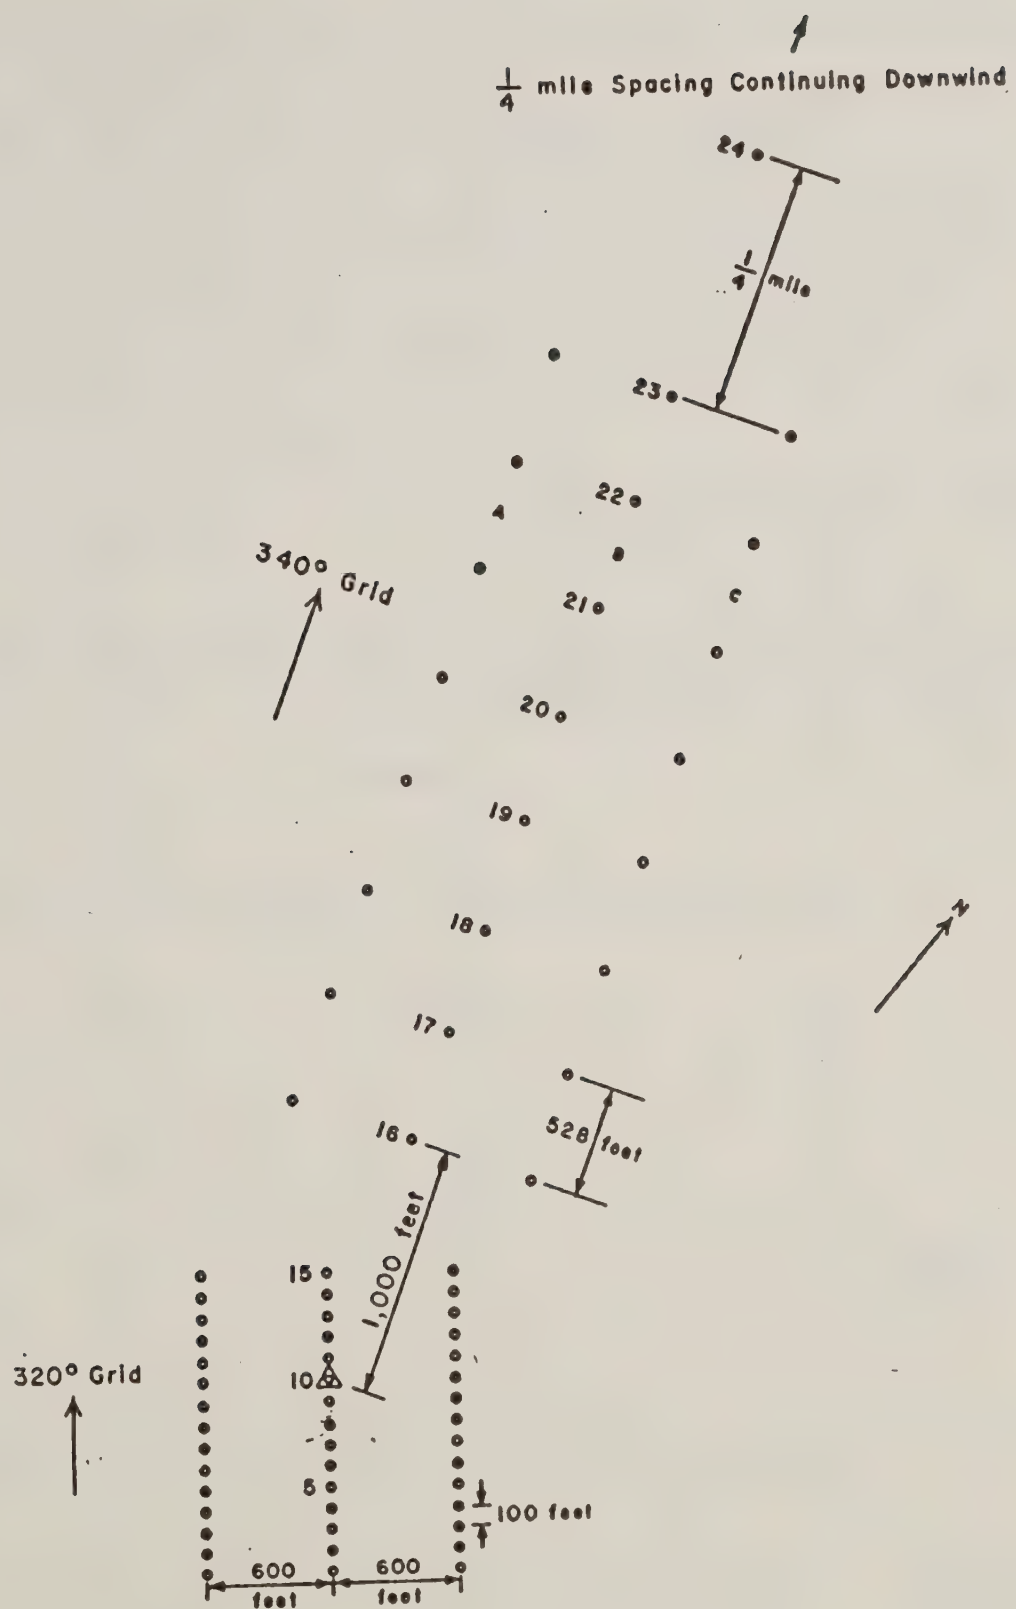 1/4 mile Spacing Continuing Downwind
24
1/4 mile
23
22
A
B
340° Grid
21
C
20
19
N
18
17
528 feet
16
1,000 feet
15
320° Grid
10
5
100 feet
600 feet
600 feet